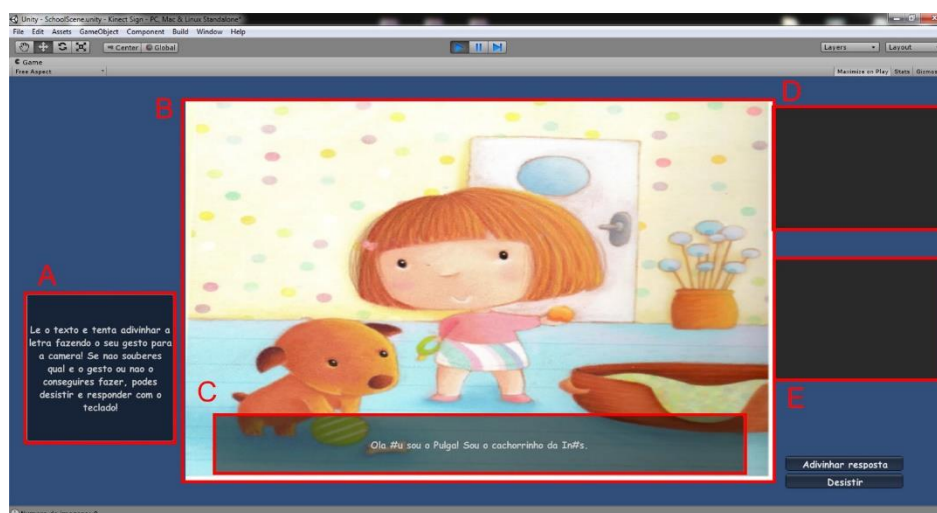 Unity - SchoolScene.unity - Kinect Sign - PC, Mac & Linux Standalone*
File Edit Assets GameObject Component Build Window Help
Center Global
Layers Layout
Game
Free Aspect
Maximize on Play Stats Gizmos
B
D
A
Le o texto e tenta adivinhar a
letra fazendo o seu gesto para
a camera! Se nao souberes
qual e o gesto ou nao o
conseguires fazer, podes
desistir e responder com o
teclado!
C
Ola #u sou o Pulga! Sou o cachorrinho da In#s.
E
Adivinhar resposta
Desistir